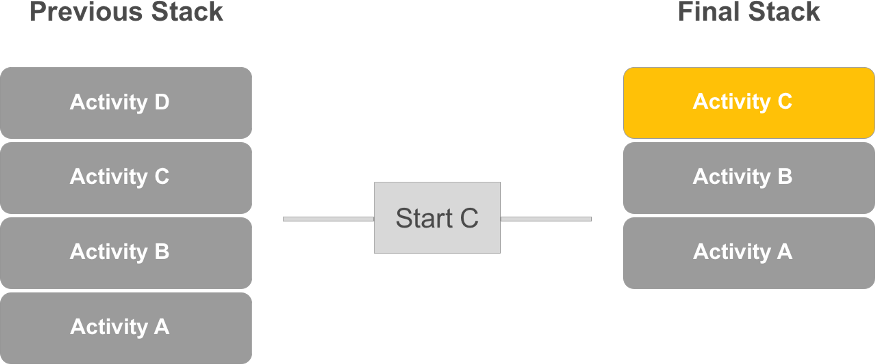 Previous Stack
Activity D
Activity C
Activity B
Activity A
Start C
Final Stack
Activity C
Activity B
Activity A